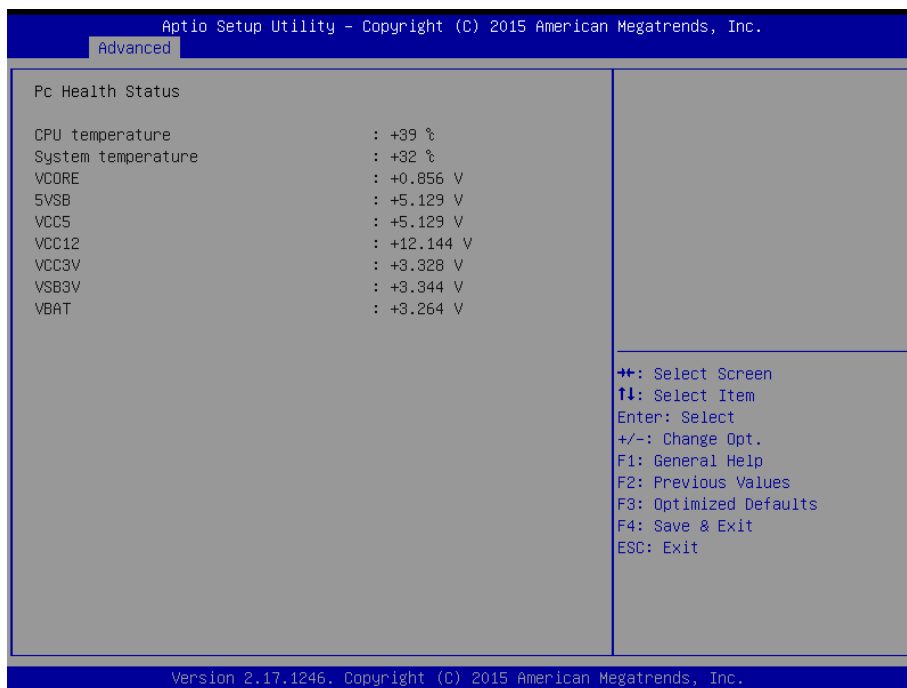 Aptio Setup Utility – Copyright (C) 2015 American Megatrends, Inc.
Advanced
Pc Health Status
CPU temperature : +39 ℃
System temperature : +32 ℃
VCORE : +0.856 V
5VSB : +5.129 V
VCC5 : +5.129 V
VCC12 : +12.144 V
VCC3V : +3.328 V
VSB3V : +3.344 V
VBAT : +3.264 V
→←: Select Screen
↑↓: Select Item
Enter: Select
+/-: Change Opt.
F1: General Help
F2: Previous Values
F3: Optimized Defaults
F4: Save & Exit
ESC: Exit
Version 2.17.1246. Copyright (C) 2015 American Megatrends, Inc.